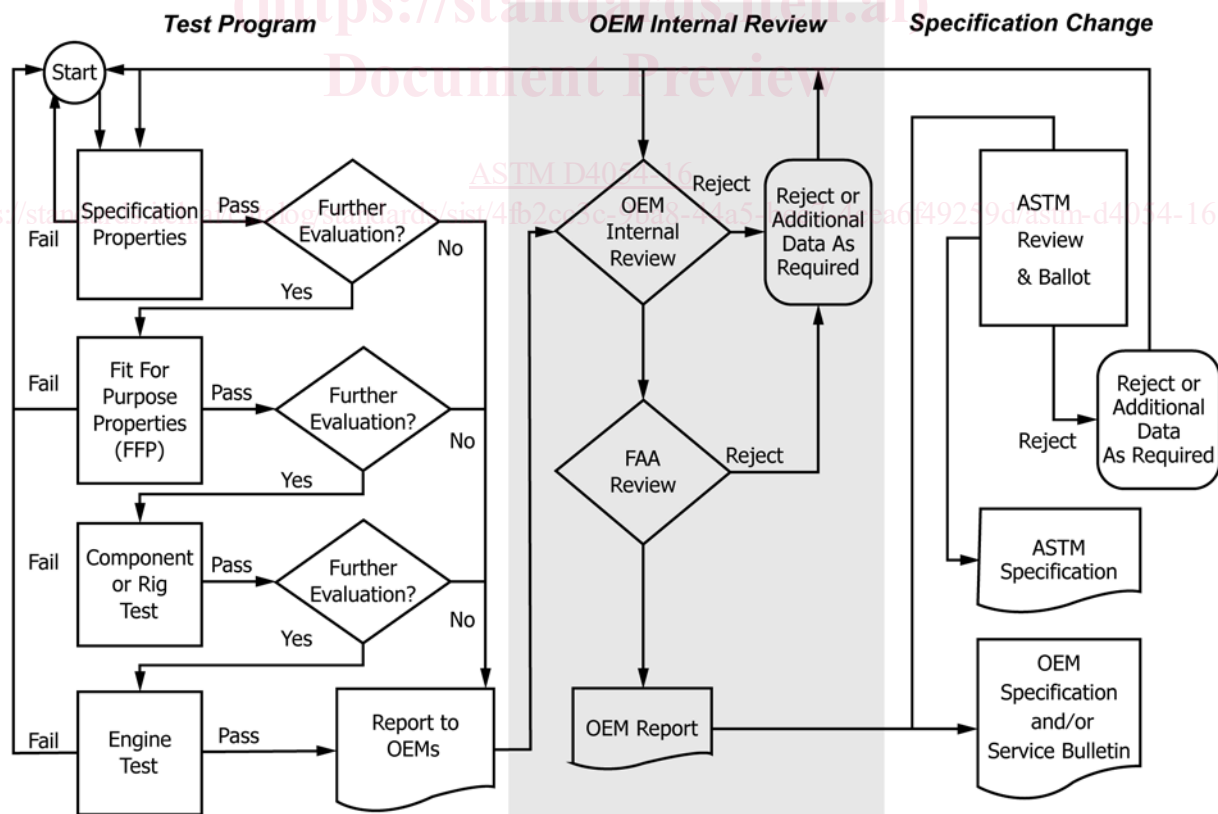 (https://standards.iteh.ai)
Document Preview
ASTM D4054-16
Test Program
OEM Internal Review
Specification Change
Start
Specification
Properties
Pass
Fail
Further
Evaluation?
No
Yes
Fit For
Purpose
Properties
(FFP)
Fail
Pass
Further
Evaluation?
No
Yes
Component
or Rig
Test
Fail
Pass
Further
Evaluation?
No
Yes
Engine
Test
Fail
Pass
Report to
OEMs
OEM
Internal
Review
Reject
Reject or
Additional
Data As
Required
FAA
Review
Reject
OEM Report
ASTM
Review
& Ballot
Reject
Reject or
Additional
Data
As Required
ASTM
Specification
OEM
Specification
and/or
Service Bulletin